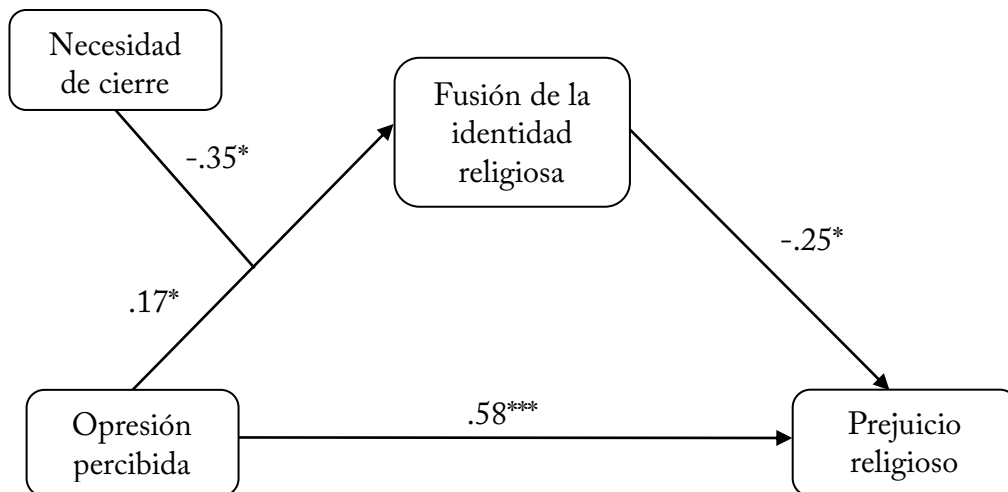 Necesidad
de cierre
Fusión de la
identidad
religiosa
-.35*
-.25*
.17*
Opresión
percibida
.58***
Prejuicio
religioso